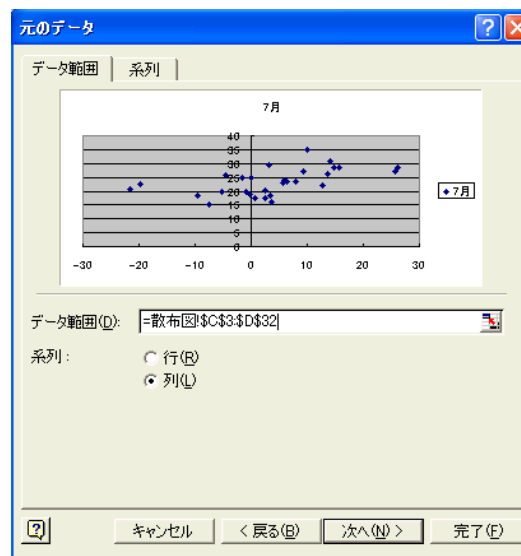 元のデータ
データ範囲 系列
7月
40
35
30
25
20
15
10
5
0
-30 -20 -10 0 10 20 30
7月
データ範囲(D): =散布図!$C$3:$D$32
系列:
行(R)
列(L)
キャンセル < 戻る(B) 次へ(N) > 完了(F)